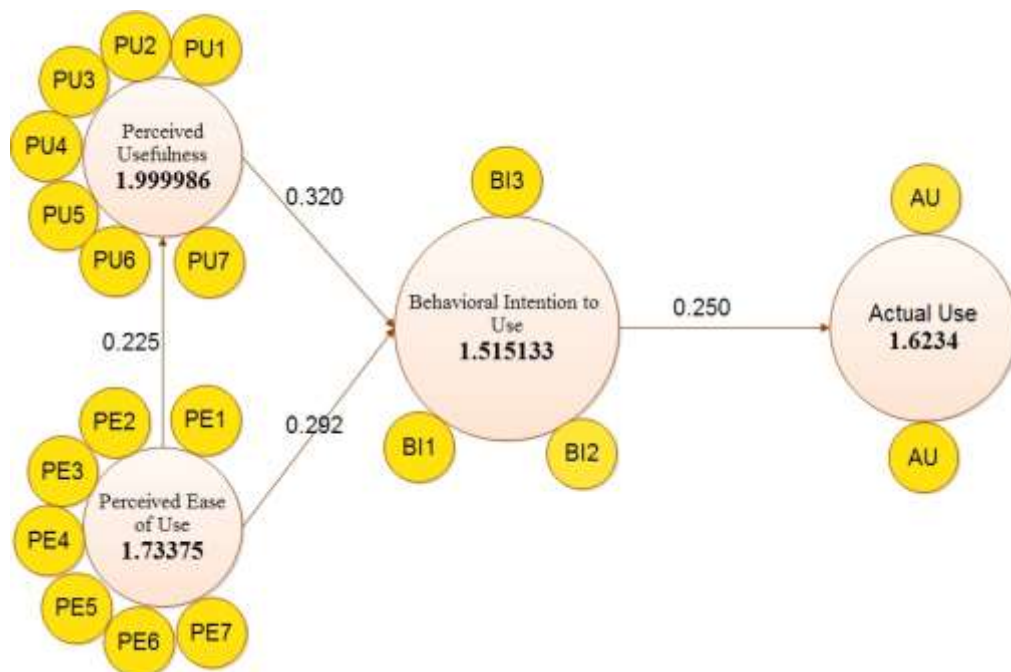 PU2
PU1
PU3
PU4
PU5
PU6
PU7
Perceived
Usefulness
1.999986
0.320
0.225
BI3
Behavioral Intention to
Use
1.515133
BI1
BI2
0.250
AU
Actual Use
1.6234
AU
0.292
PE2
PE1
PE3
PE4
PE5
PE6
PE7
Perceived Ease
of Use
1.73375